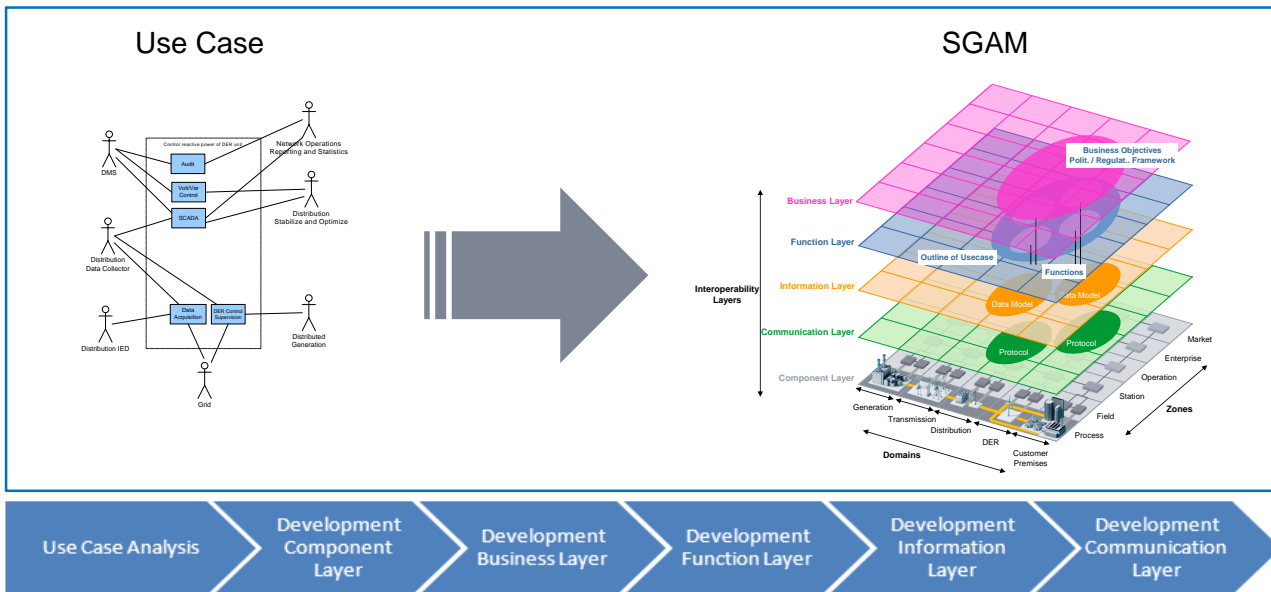 Use Case
SGAM
Control reactive power of DER unit
DMS
Audit
Volt/Var
Control
SCADA
Network Operations
Reporting and Statistics
Distribution
Stabilize and Optimize
Distribution
Data Collector
Data
Acquisition
DER Control
Supervision
Distribution IED
Distributed
Generation
Grid
Business Objectives
Polit. / Regulat.. Framework
Business Layer
Function Layer
Outline of Usecase
Functions
Interoperability
Layers
Information Layer
Data Model
Data Model
Communication Layer
Protocol
Protocol
Component Layer
Market
Enterprise
Operation
Station
Field
Process
Zones
Generation
Transmission
Distribution
DER
Customer
Premises
Domains
Use Case Analysis
Development
Component
Layer
Development
Business Layer
Development
Function Layer
Development
Information
Layer
Development
Communication
Layer